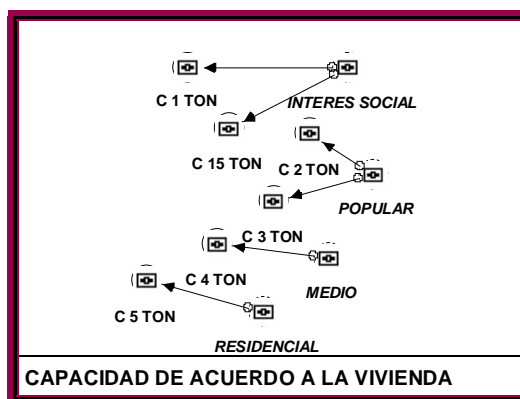 C 1 TON
INTERES SOCIAL
C 15 TON
C 2 TON
POPULAR
C 3 TON
C 4 TON
MEDIO
C 5 TON
RESIDENCIAL
CAPACIDAD DE ACUERDO A LA VIVIENDA